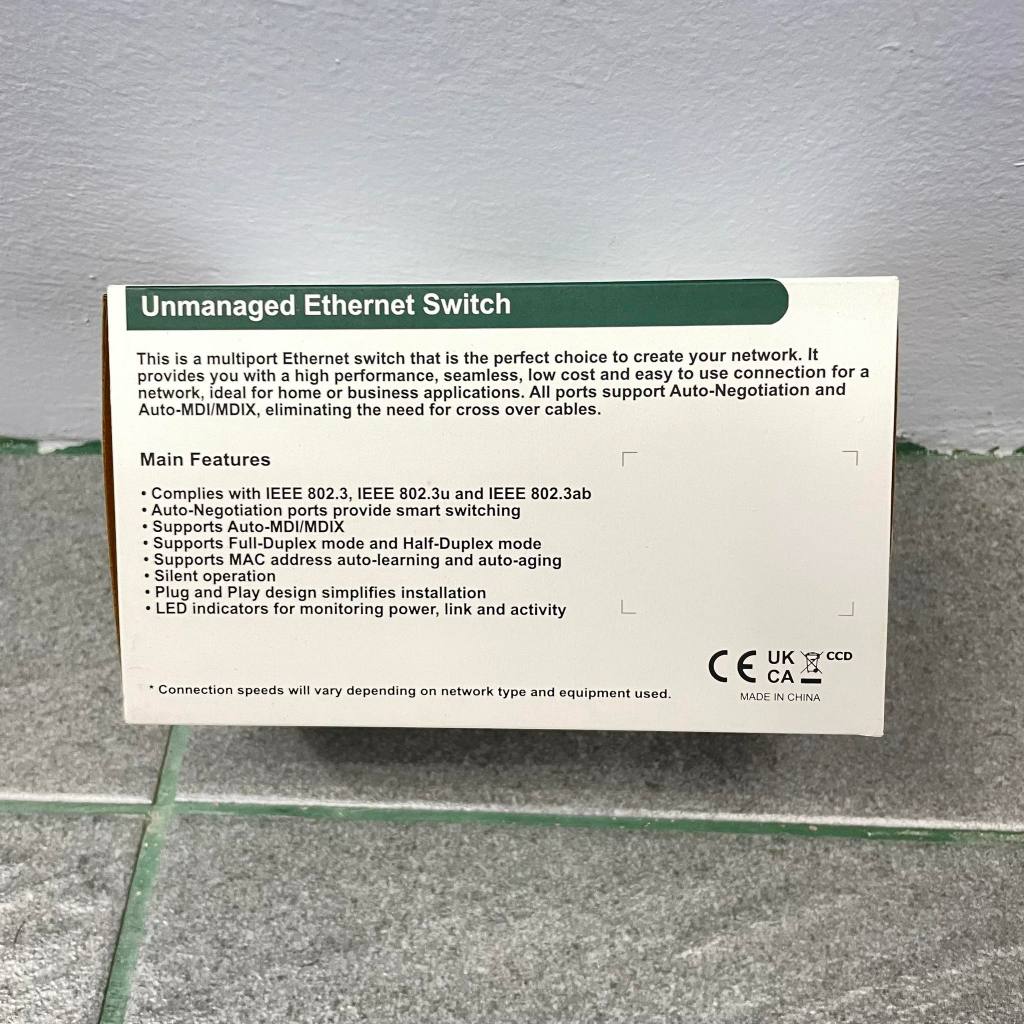 Unmanaged Ethernet Switch
This is a multiport Ethernet switch that is the perfect choice to create your network. It
provides you with a high performance, seamless, low cost and easy to use connection for a
network, ideal for home or business applications. All ports support Auto-Negotiation and
Auto-MDI/MDIX, eliminating the need for cross over cables.
Main Features
• Complies with IEEE 802.3, IEEE 802.3u and IEEE 802.3ab
• Auto-Negotiation ports provide smart switching
• Supports Auto-MDI/MDIX
• Supports Full-Duplex mode and Half-Duplex mode
• Supports MAC address auto-learning and auto-aging
• Silent operation
• Plug and Play design simplifies installation
• LED indicators for monitoring power, link and activity
* Connection speeds will vary depending on network type and equipment used.
CE UK CCD
CA
MADE IN CHINA